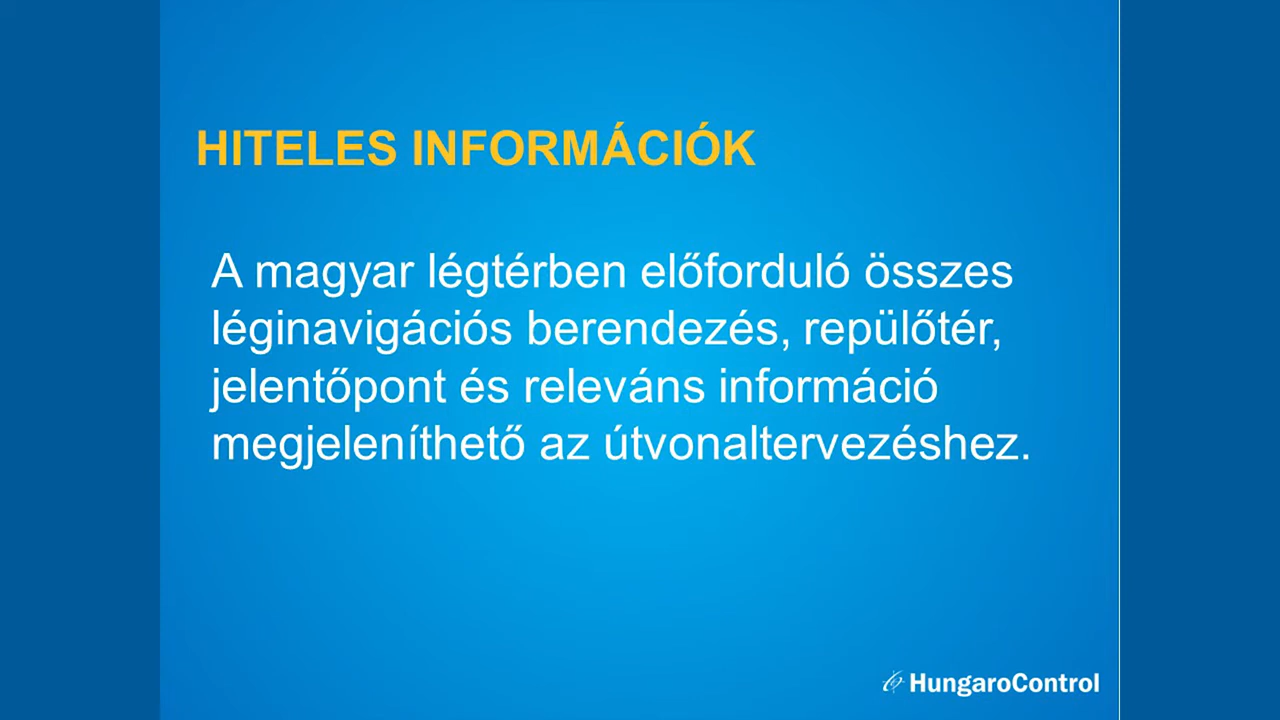 HITELES INFORMÁCIÓK
A magyar légtérben előforduló összes
léginavigációs berendezés, repülőtér,
jelentőpont és releváns információ
megjeleníthető az útvonaltervezéshez.
HungaroControl